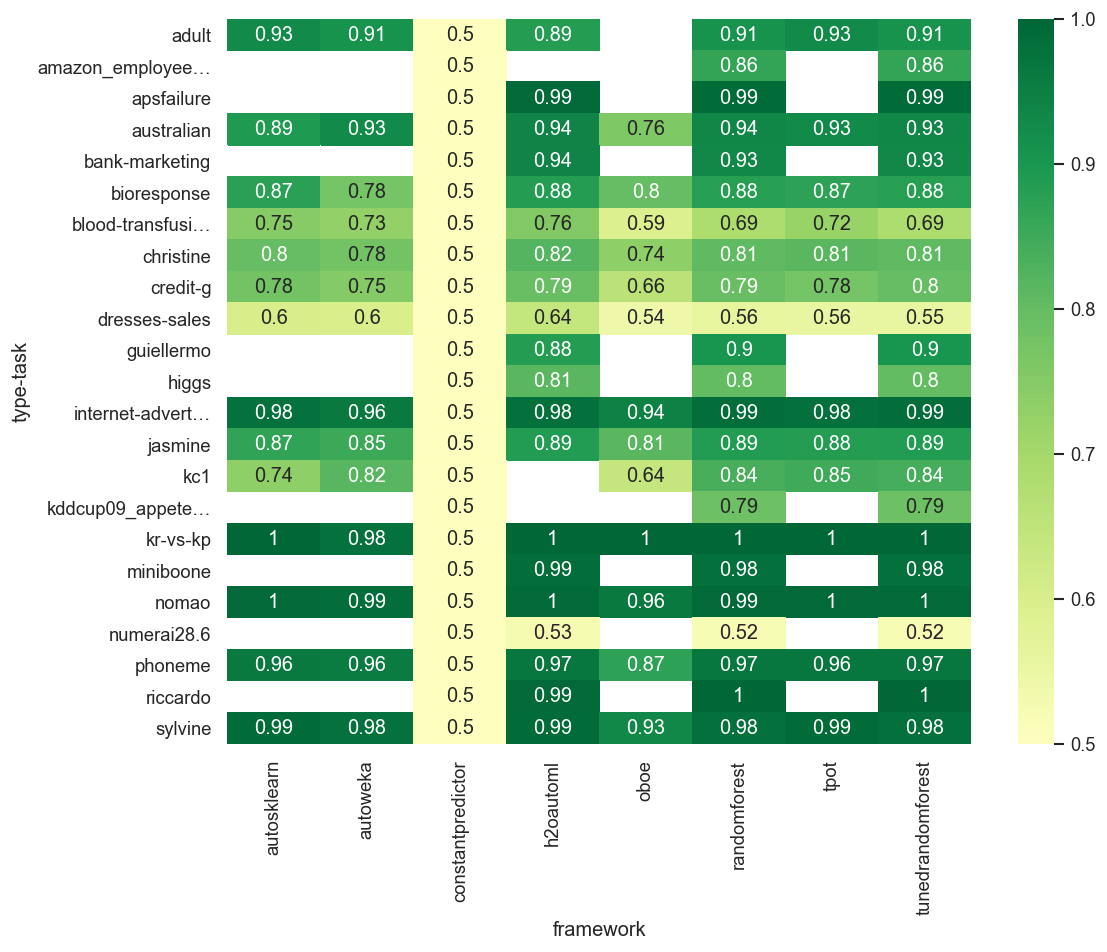 adult 0.93 0.91 0.5 0.89 0.91 0.93 0.91
amazon_employee… 0.5 0.86 0.86
apsfailure 0.5 0.99 0.99 0.99
australian 0.89 0.93 0.5 0.94 0.76 0.94 0.93 0.93
bank-marketing 0.5 0.94 0.93 0.93
bioresponse 0.87 0.78 0.5 0.88 0.8 0.88 0.87 0.88
blood-transfusi… 0.75 0.73 0.5 0.76 0.59 0.69 0.72 0.69
christine 0.8 0.78 0.5 0.82 0.74 0.81 0.81 0.81
credit-g 0.78 0.75 0.5 0.79 0.66 0.79 0.78 0.8
dresses-sales 0.6 0.6 0.5 0.64 0.54 0.56 0.56 0.55
guiellermo 0.5 0.88 0.9 0.9
higgs 0.5 0.81 0.8 0.8
internet-advert… 0.98 0.96 0.5 0.98 0.94 0.99 0.98 0.99
jasmine 0.87 0.85 0.5 0.89 0.81 0.89 0.88 0.89
kc1 0.74 0.82 0.5 0.64 0.84 0.85 0.84
kddcup09_appete… 0.5 0.79 0.79
kr-vs-kp 1 0.98 0.5 1 1 1 1 1
miniboone 0.5 0.99 0.98 0.98
nomao 1 0.99 0.5 1 0.96 0.99 1 1
numerai28.6 0.5 0.53 0.52 0.52
phoneme 0.96 0.96 0.5 0.97 0.87 0.97 0.96 0.97
riccardo 0.5 0.99 1 1
sylvine 0.99 0.98 0.5 0.99 0.93 0.98 0.99 0.98
type-task
autosklearn
autoweka
constantpredictor
h2oautoml
oboe
randomforest
tpot
tunedrandomforest
framework
1.0
0.9
0.8
0.7
0.6
0.5